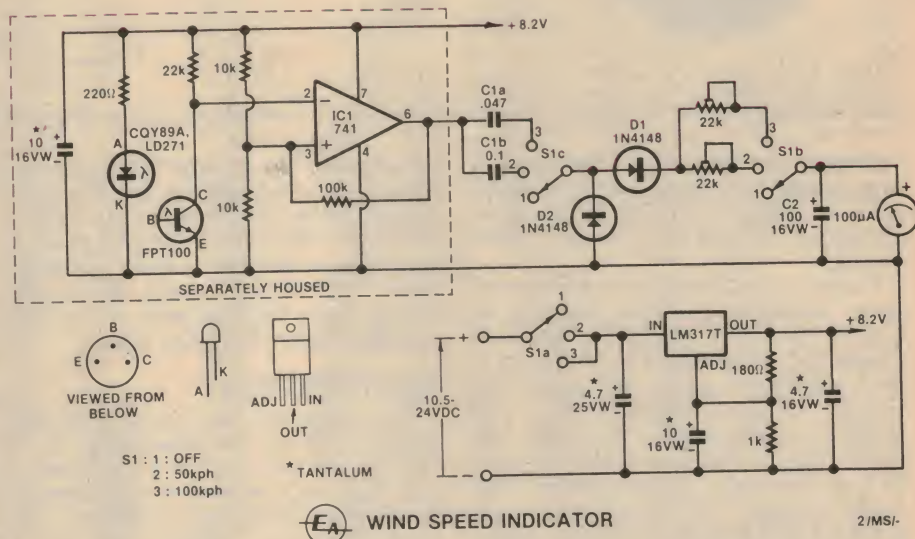 +8.2V
10k
22k
220Ω
CQY89A,
LD271
A
λ
K
★
10
16VW
+
−
C
B
λ
E
FPT100
10k
2
−
3
+
7
IC1
741
6
4
100k
SEPARATELY HOUSED
C1a
.047
C1b
0.1
3
2
S1c
1
D1
1N4148
D2
1N4148
22k
22k
3
2
S1b
1
C2
100
16VW
+
−
100µA
+
B
E
C
VIEWED FROM
BELOW
K
A
ADJ
IN
OUT
S1 : 1 : OFF
2 : 50kph
3 : 100kph
★ TANTALUM
+
10.5-
24VDC
−
1
2
3
S1a
★
4.7
25VW
+
−
IN
LM317T
OUT
ADJ
+8.2V
180Ω
★
10
16VW
+
−
1k
★
4.7
16VW
+
−
EA WIND SPEED INDICATOR
2/MS/-